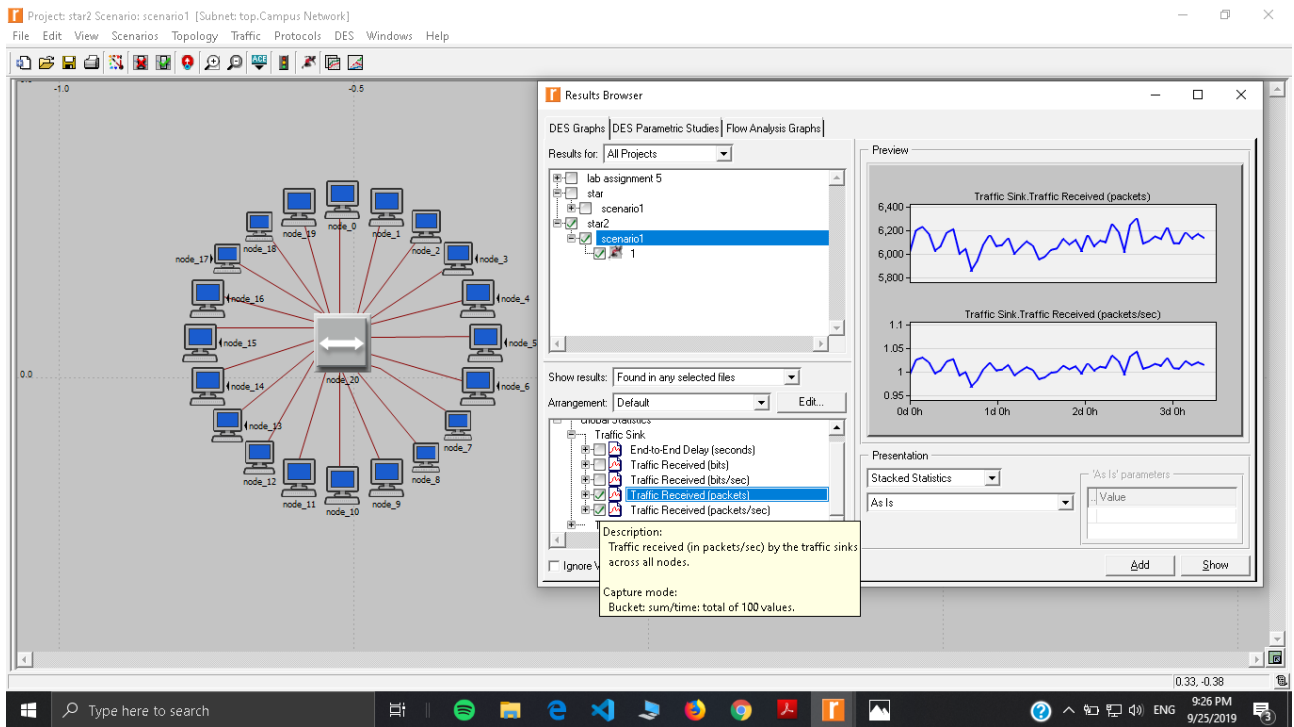 Project: star2 Scenario: scenario1 [Subnet: top.Campus Network]
File Edit View Scenarios Topology Traffic Protocols DES Windows Help
ACE
-1.0
-0.5
0.0
node_0
node_1
node_2
node_3
node_4
node_5
node_6
node_7
node_8
node_9
node_10
node_11
node_12
node_13
node_14
node_15
node_16
node_17
node_18
node_19
node_20
Results Browser
DES Graphs DES Parametric Studies Flow Analysis Graphs
Results for: All Projects
lab assignment 5
star
scenario1
star2
scenario1
1
Show results: Found in any selected files
Arrangement: Default Edit...
Global Statistics
Traffic Sink
End-to-End Delay (seconds)
Traffic Received (bits)
Traffic Received (bits/sec)
Traffic Received (packets)
Traffic Received (packets/sec)
Ignore
Description:
Traffic received (in packets/sec) by the traffic sinks
across all nodes.
Capture mode:
Bucket: sum/time: total of 100 values.
Preview
Traffic Sink.Traffic Received (packets)
6,400
6,200
6,000
5,800
Traffic Sink.Traffic Received (packets/sec)
1.1
1.05
1
0.95
0d 0h 1d 0h 2d 0h 3d 0h
Presentation
Stacked Statistics
As Is
'As Is' parameters
... Value
Add Show
0.33, -0.38
Type here to search
ENG
9:26 PM
9/25/2019
3